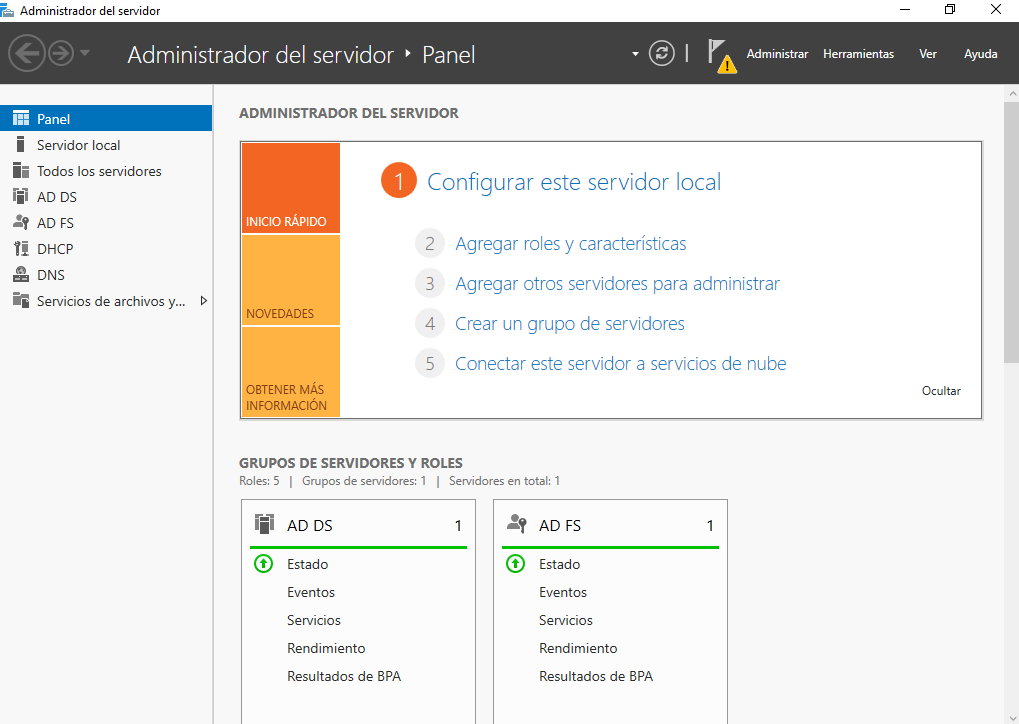 Administrador del servidor
Administrador del servidor ‣ Panel
Administrar Herramientas Ver Ayuda
Panel
Servidor local
Todos los servidores
AD DS
AD FS
DHCP
DNS
Servicios de archivos y...
ADMINISTRADOR DEL SERVIDOR
INICIO RÁPIDO
NOVEDADES
OBTENER MÁS
INFORMACIÓN
1 Configurar este servidor local
2 Agregar roles y características
3 Agregar otros servidores para administrar
4 Crear un grupo de servidores
5 Conectar este servidor a servicios de nube
Ocultar
GRUPOS DE SERVIDORES Y ROLES
Roles: 5 | Grupos de servidores: 1 | Servidores en total: 1
AD DS 1
Estado
Eventos
Servicios
Rendimiento
Resultados de BPA
AD FS 1
Estado
Eventos
Servicios
Rendimiento
Resultados de BPA